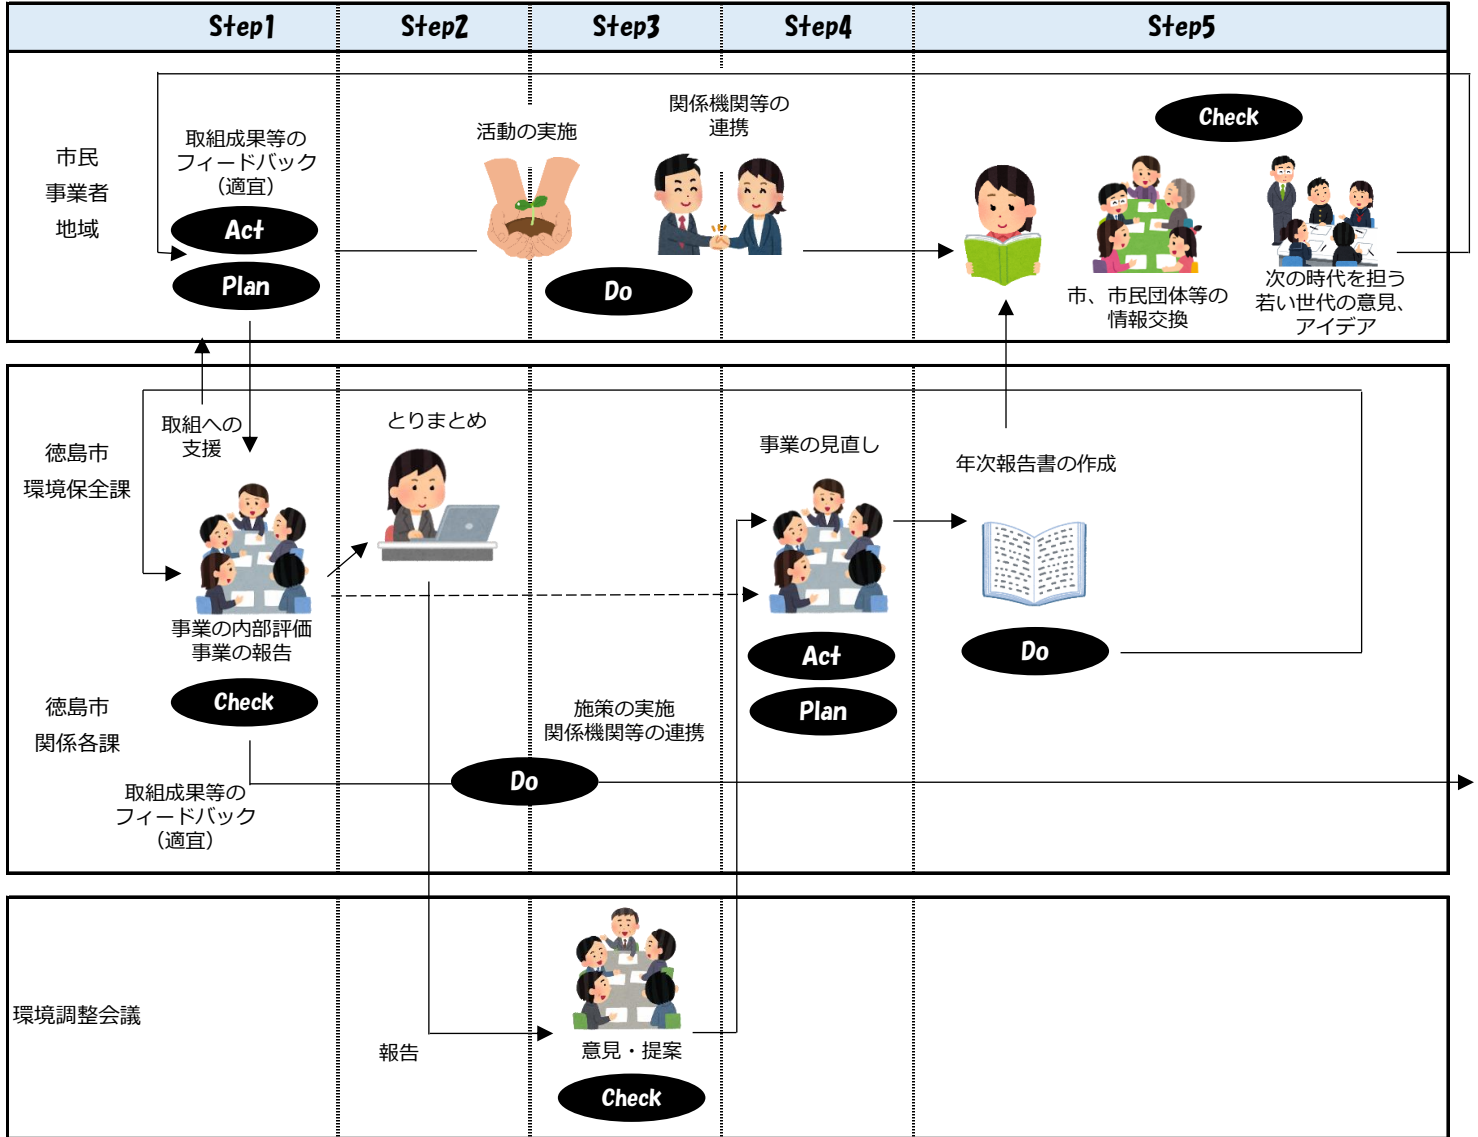 Step1
Step2
Step3
Step4
Step5
市民
事業者
地域
取組成果等の
フィードバック
（適宜）
Act
Plan
活動の実施
関係機関等の
連携
Do
Check
市、市民団体等の
情報交換
次の時代を担う
若い世代の意見、
アイデア
徳島市
環境保全課
取組への
支援
とりまとめ
事業の見直し
年次報告書の作成
事業の内部評価
事業の報告
Check
Act
Plan
Do
徳島市
関係各課
施策の実施
関係機関等の連携
Do
取組成果等の
フィードバック
（適宜）
環境調整会議
報告
意見・提案
Check